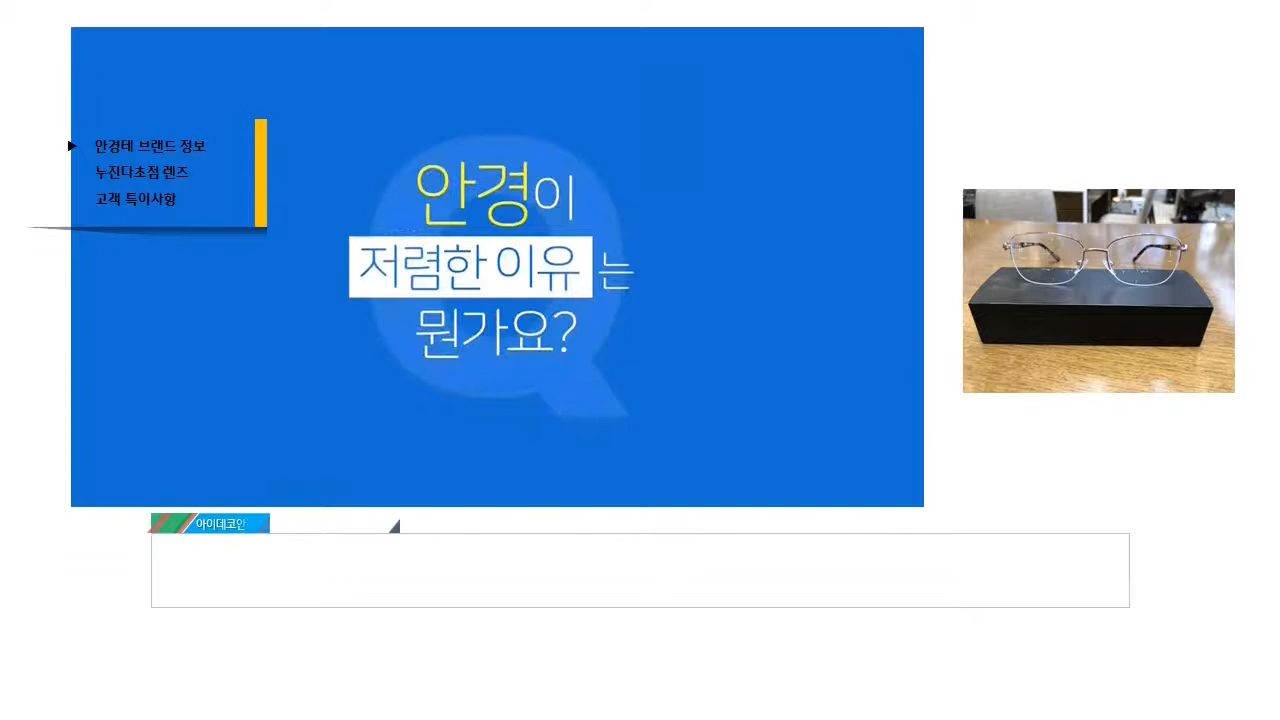 안경테 브랜드 정보
누진다초점 렌즈
고객 특이사항
안경이
저렴한 이유는
뭔가요?
아이데코안